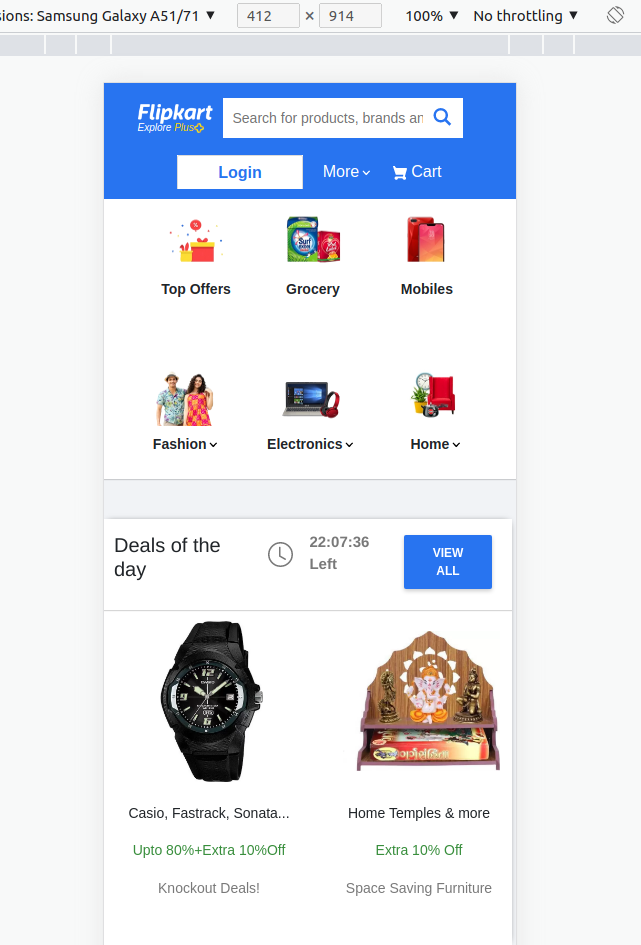 sions: Samsung Galaxy A51/71 ▼ 412 × 914 100% ▼ No throttling ▼
Flipkart
Explore Plus
Search for products, brands an
Login More Cart
Top Offers Grocery Mobiles
Fashion Electronics Home
Deals of the
day
22:07:36
Left
VIEW
ALL
CASIO
Casio, Fastrack, Sonata... Home Temples & more
Upto 80%+Extra 10%Off Extra 10% Off
Knockout Deals! Space Saving Furniture